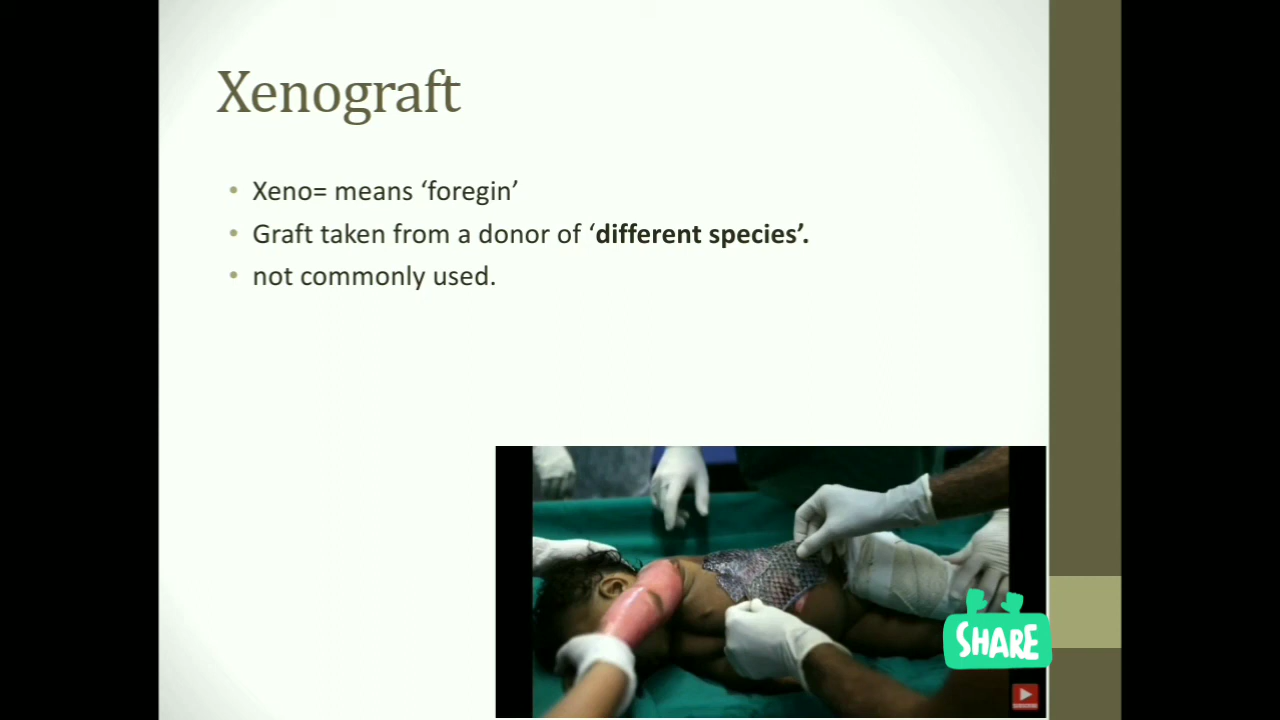 Xenograft
• Xeno= means ‘foregin’
• Graft taken from a donor of ‘different species’.
• not commonly used.
SHARE